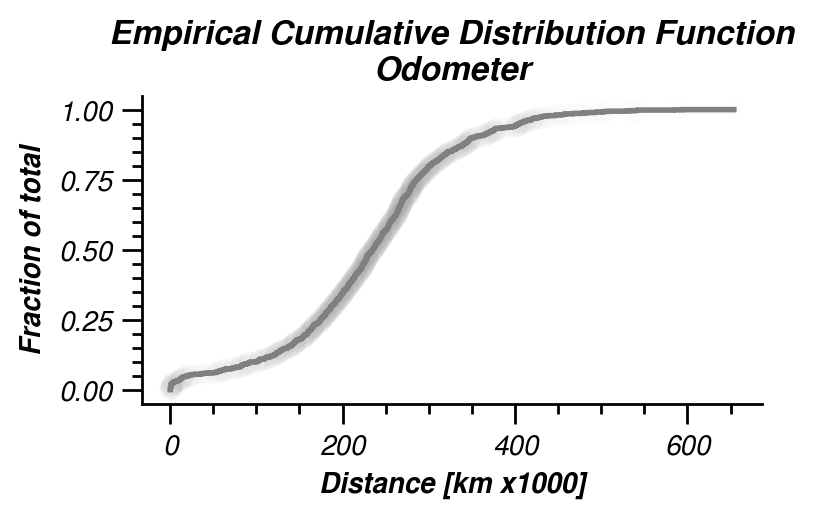 Empirical Cumulative Distribution Function
Odometer
Fraction of total
1.00
0.75
0.50
0.25
0.00
0 200 400 600
Distance [km x1000]